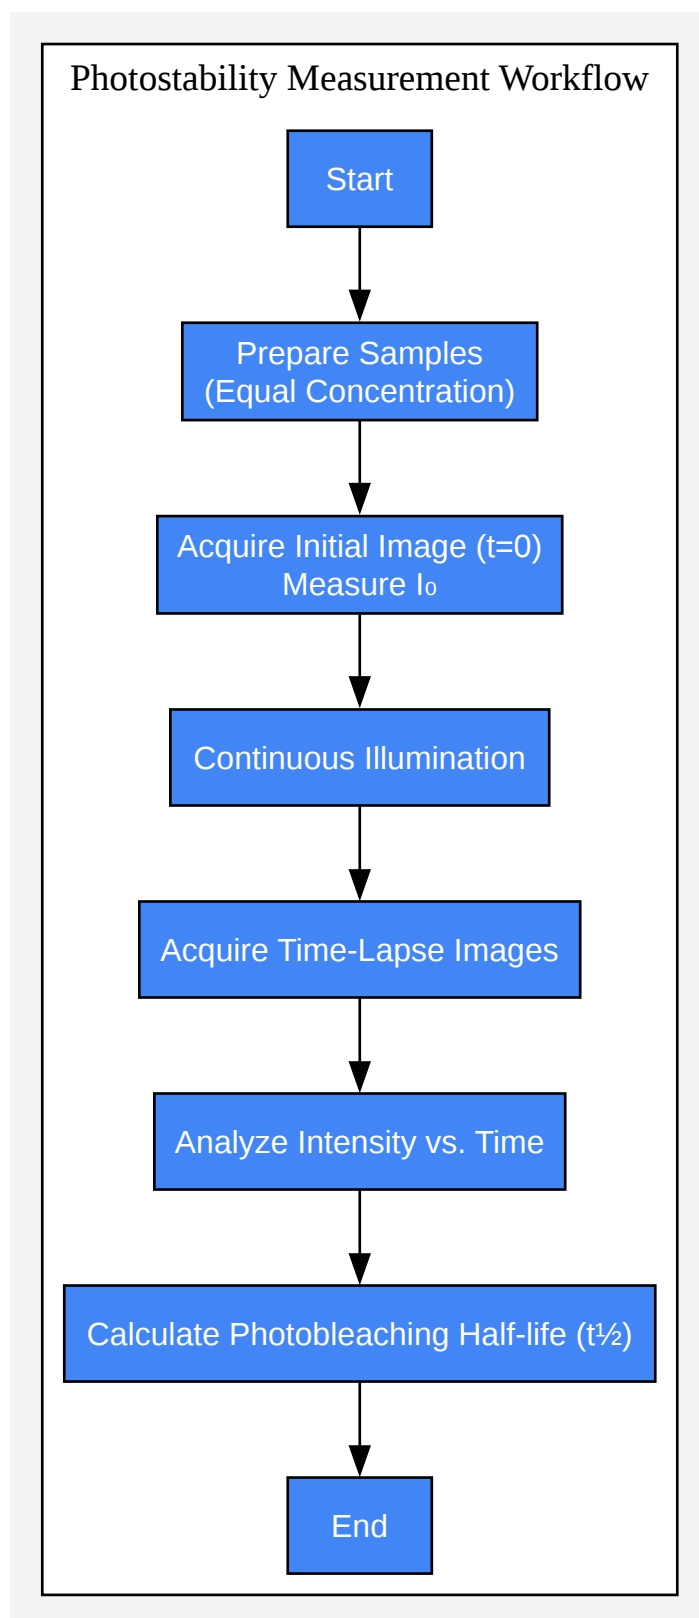 Photostability Measurement Workflow
Start
Prepare Samples
(Equal Concentration)
Acquire Initial Image (t=0)
Measure I₀
Continuous Illumination
Acquire Time-Lapse Images
Analyze Intensity vs. Time
Calculate Photobleaching Half-life (t½)
End